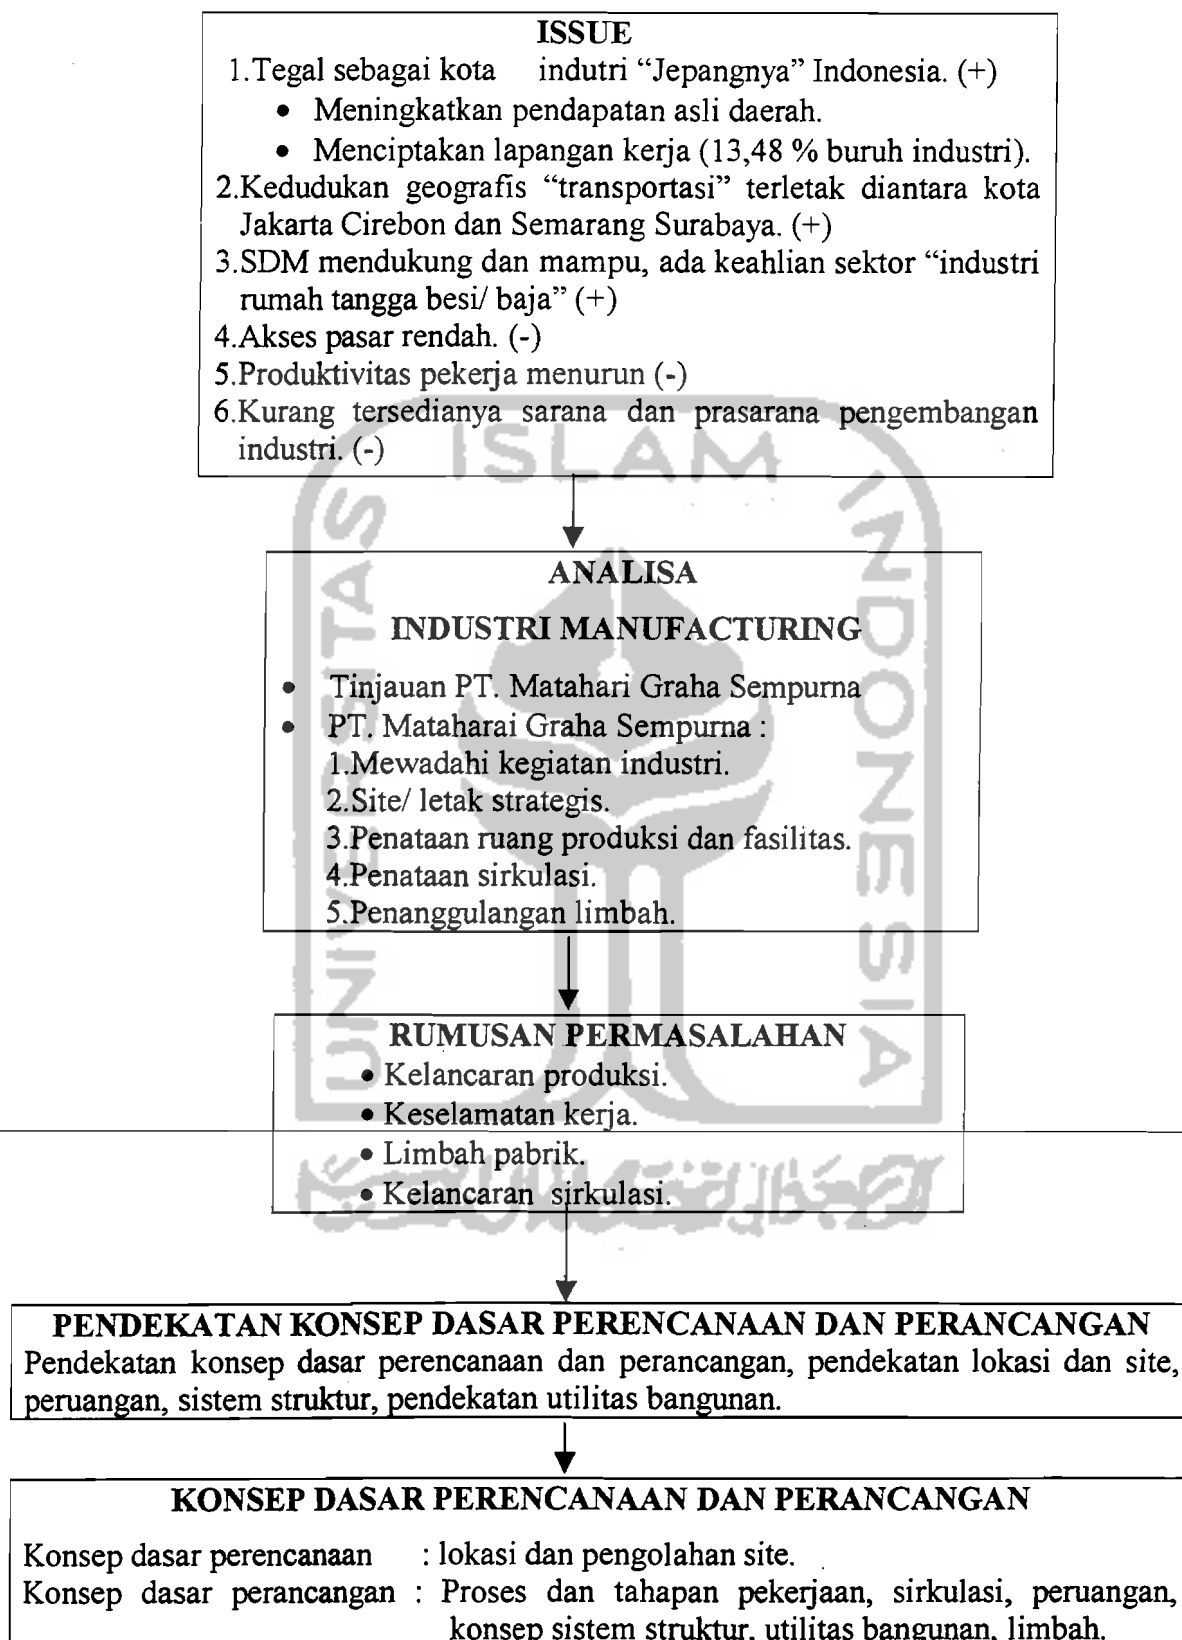 ISSUE
1.Tegal sebagai kota indutri “Jepangnya” Indonesia. (+)
• Meningkatkan pendapatan asli daerah.
• Menciptakan lapangan kerja (13,48 % buruh industri).
2.Kedudukan geografis “transportasi” terletak diantara kota
Jakarta Cirebon dan Semarang Surabaya. (+)
3.SDM mendukung dan mampu, ada keahlian sektor “industri
rumah tangga besi/ baja” (+)
4.Akses pasar rendah. (-)
5.Produktivitas pekerja menurun (-)
6.Kurang tersedianya sarana dan prasarana pengembangan
industri. (-)
UNIVERSITAS ISLAM INDONESIA
ANALISA
INDUSTRI MANUFACTURING
• Tinjauan PT. Matahari Graha Sempurna
• PT. Mataharai Graha Sempurna :
1.Mewadahi kegiatan industri.
2.Site/ letak strategis.
3.Penataan ruang produksi dan fasilitas.
4.Penataan sirkulasi.
5.Penanggulangan limbah.
RUMUSAN PERMASALAHAN
• Kelancaran produksi.
• Keselamatan kerja.
• Limbah pabrik.
• Kelancaran sirkulasi.
PENDEKATAN KONSEP DASAR PERENCANAAN DAN PERANCANGAN
Pendekatan konsep dasar perencanaan dan perancangan, pendekatan lokasi dan site,
peruangan, sistem struktur, pendekatan utilitas bangunan.
KONSEP DASAR PERENCANAAN DAN PERANCANGAN
Konsep dasar perencanaan : lokasi dan pengolahan site.
Konsep dasar perancangan : Proses dan tahapan pekerjaan, sirkulasi, peruangan,
konsep sistem struktur, utilitas bangunan, limbah.